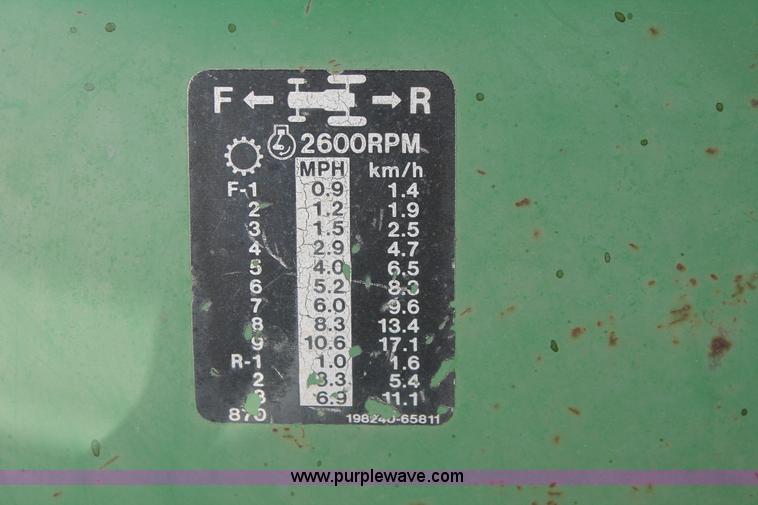 F R
2600RPM
MPH km/h
F-1 0.9 1.4
2 1.2 1.9
3 1.5 2.5
4 2.9 4.7
5 4.0 6.5
6 5.2 8.3
7 6.0 9.6
8 8.3 13.4
9 10.6 17.1
R-1 1.0 1.6
2 3.3 5.4
3 6.9 11.1
870 198240-65811
www.purplewave.com